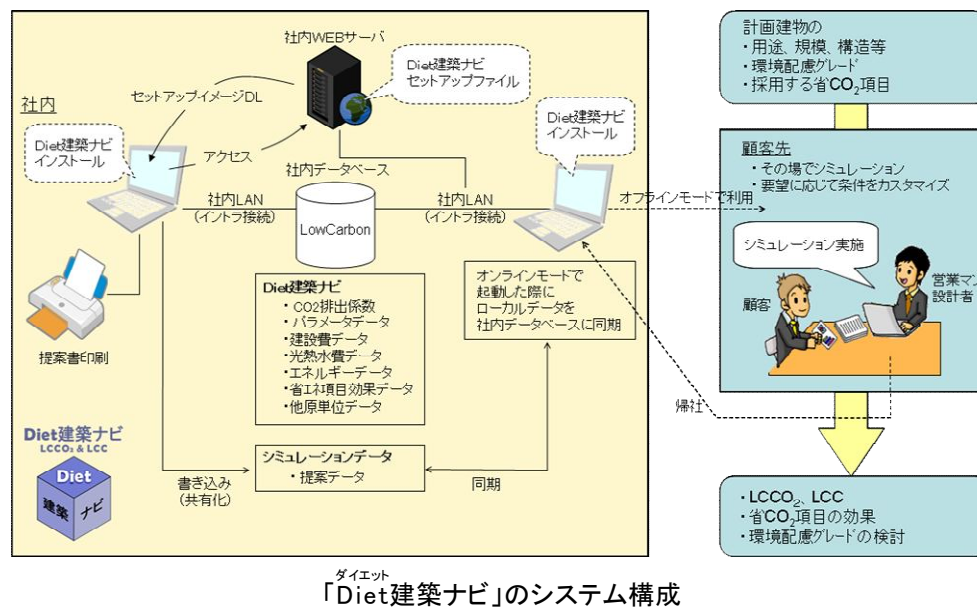 社内WEBサーバ
Diet建築ナビ
セットアップファイル
セットアップイメージDL
社内
Diet建築ナビ
インストール
アクセス
Diet建築ナビ
インストール
社内データベース
社内LAN
(イントラ接続)
LowCarbon
社内LAN
(イントラ接続)
オフラインモードで利用
提案書印刷
Diet建築ナビ
・CO2排出係数
・パラメータデータ
・建設費データ
・光熱水費データ
・エネルギーデータ
・省エネ項目効果データ
・他原単位データ
オンラインモードで
起動した際に
ローカルデータを
社内データベースに同期
帰社
Diet建築ナビ
LCCO₂ & LCC
Diet
建築
ナビ
書き込み
(共有化)
シミュレーションデータ
・提案データ
同期
計画建物の
・用途、規模、構造等
・環境配慮グレード
・採用する省CO₂項目
顧客先
・その場でシミュレーション
・要望に応じて条件をカスタマイズ
シミュレーション実施
顧客
営業マン
設計者
・LCCO₂、LCC
・省CO₂項目の効果
・環境配慮グレードの検討
ダイエット
「Diet建築ナビ」のシステム構成